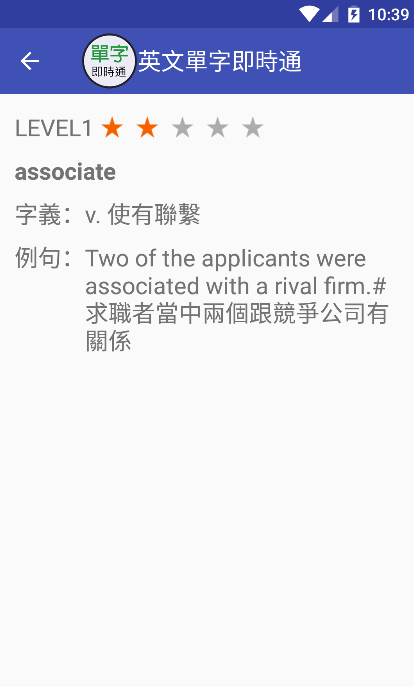 10:39
單字
即時通
英文單字即時通
LEVEL1
associate
字義：v. 使有聯繫
例句：Two of the applicants were
associated with a rival firm.#
求職者當中兩個跟競爭公司有
關係